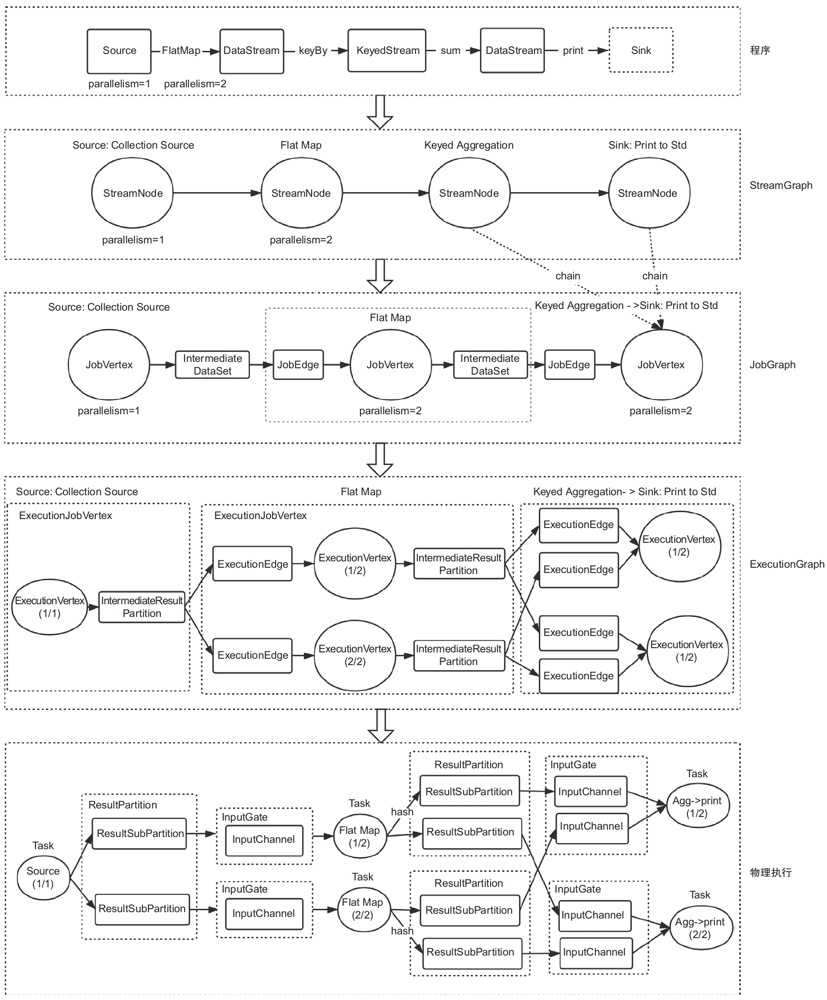 Source
FlatMap
DataStream
keyBy
KeyedStream
sum
DataStream
print
Sink
程序
parallelism=1
parallelism=2
Source: Collection Source
Flat Map
Keyed Aggregation
Sink: Print to Std
StreamNode
StreamNode
StreamNode
StreamNode
StreamGraph
parallelism=1
parallelism=2
chain
chain
Source: Collection Source
Keyed Aggregation - ->Sink: Print to Std
Flat Map
JobVertex
Intermediate
DataSet
JobEdge
JobVertex
Intermediate
DataSet
JobEdge
JobVertex
JobGraph
parallelism=1
parallelism=2
parallelism=2
Source: Collection Source
Flat Map
Keyed Aggregation- -> Sink: Print to Std
ExecutionJobVertex
ExecutionJobVertex
ExecutionVertex
(1/1)
IntermediateResult
Partition
ExecutionEdge
ExecutionVertex
(1/2)
IntermediateResult
Partition
ExecutionEdge
ExecutionVertex
(2/2)
IntermediateResult
Partition
ExecutionEdge
ExecutionEdge
ExecutionVertex
(1/2)
ExecutionEdge
ExecutionEdge
ExecutionVertex
(1/2)
ExecutionGraph
Task
Source
(1/1)
ResultPartition
ResultSubPartition
ResultSubPartition
InputGate
InputChannel
InputGate
InputChannel
Task
Flat Map
(1/2)
hash
Task
Flat Map
(2/2)
hash
ResultPartition
ResultSubPartition
ResultSubPartition
ResultPartition
ResultSubPartition
ResultSubPartition
InputGate
InputChannel
InputChannel
InputGate
InputChannel
InputChannel
Task
Agg->print
(1/2)
Task
Agg->print
(2/2)
物理执行